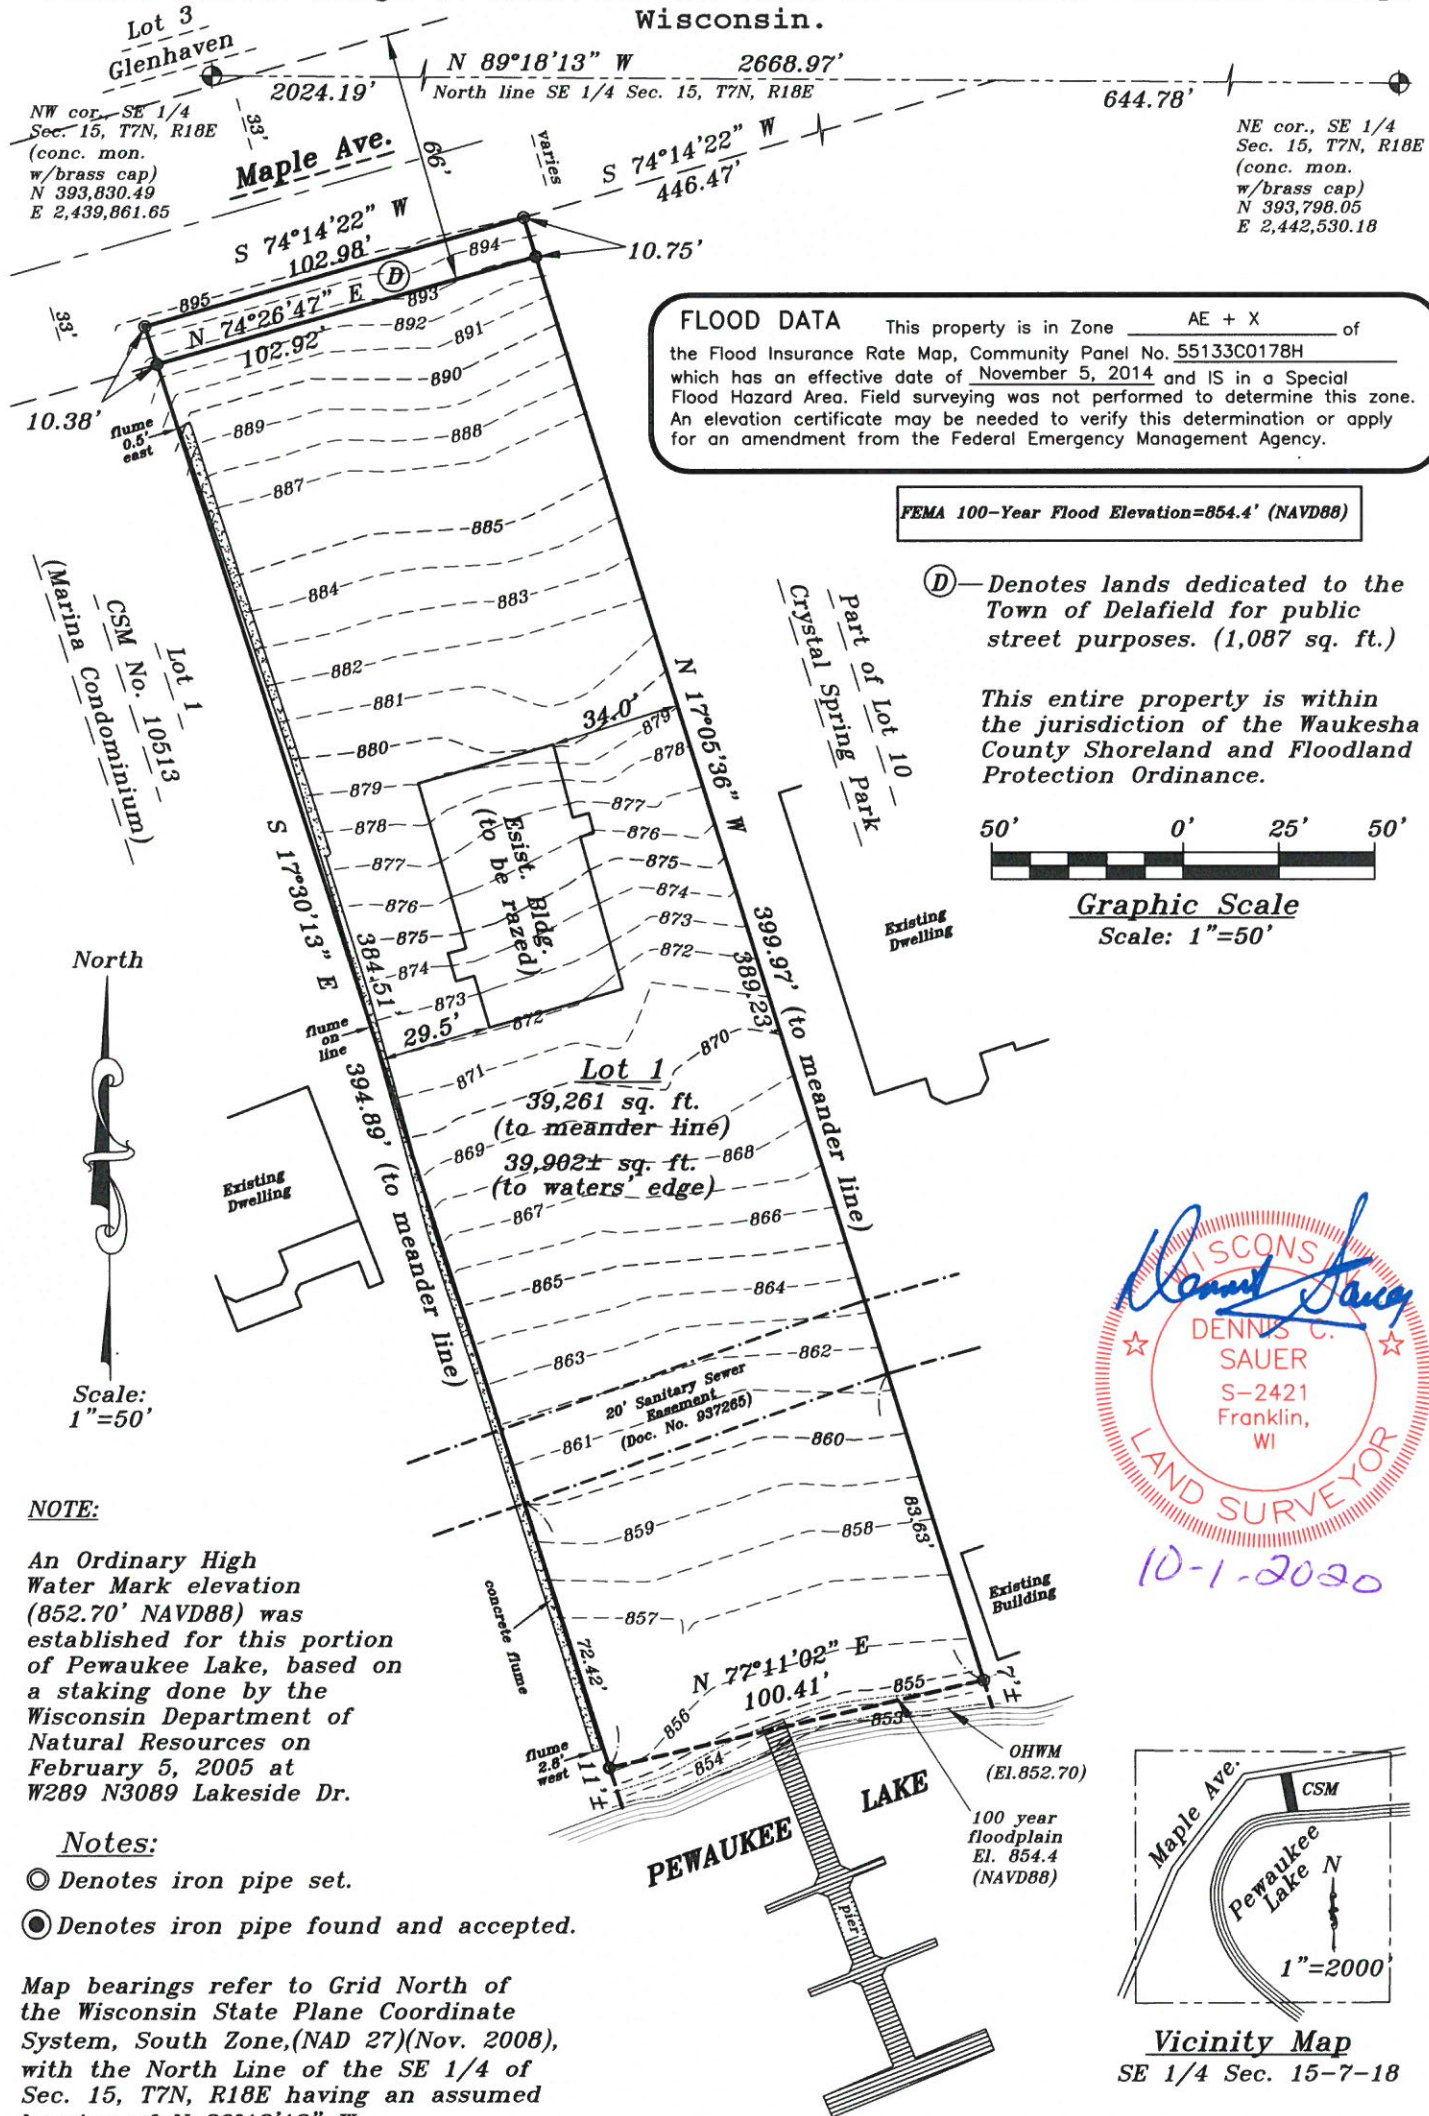 Wisconsin.
Lot 3
Glenhaven
N 89°18'13" W 2668.97'
2024.19'
North line SE 1/4 Sec. 15, T7N, R18E
644.78'
NW cor., SE 1/4
Sec. 15, T7N, R18E
(conc. mon.
w/brass cap)
N 393,830.49
E 2,439,861.65
NE cor., SE 1/4
Sec. 15, T7N, R18E
(conc. mon.
w/brass cap)
N 393,798.05
E 2,442,530.18
33'
Maple Ave.
66'
varies
S 74°14'22" W
446.47'
S 74°14'22" W
102.98'
10.75'
33'
895
894
D
N 74°26'47" E
102.92'
893
892
891
890
10.38'
flume
0.5'
east
889
888
887
885
884
883
882
881
880
879
878
877
876
875
874
873
872
FLOOD DATA This property is in Zone AE + X of
the Flood Insurance Rate Map, Community Panel No. 55133C0178H
which has an effective date of November 5, 2014 and IS in a Special
Flood Hazard Area. Field surveying was not performed to determine this zone.
An elevation certificate may be needed to verify this determination or apply
for an amendment from the Federal Emergency Management Agency.
FEMA 100-Year Flood Elevation=854.4' (NAVD88)
D — Denotes lands dedicated to the
Town of Delafield for public
street purposes. (1,087 sq. ft.)
This entire property is within
the jurisdiction of the Waukesha
County Shoreland and Floodland
Protection Ordinance.
50' 0' 25' 50'
Graphic Scale
Scale: 1"=50'
Lot 1
CSM No. 10513
(Marina Condominium)
Part of Lot 10
Crystal Spring Park
34.0'
879
878
877
876
875
874
873
872
N 17°05'36" W
399.97' (to meander line)
389.23'
Esist. Bldg.
(to be razed)
S 17°30'13" E
384.51'
394.89' (to meander line)
29.5'
flume
on
line
Existing
Dwelling
North
Scale:
1"=50'
Existing
Dwelling
871
870
Lot 1
39,261 sq. ft.
(to meander line)
39,902± sq. ft.
(to waters' edge)
869
868
867
866
865
864
863
862
20' Sanitary Sewer
Easement
(Doc. No. 937265)
861
860
859
858
857
83.63'
72.42'
concrete flume
Existing
Building
N 77°11'02" E
100.41'
856
855
854
853
7'±
11'±
flume
2.8'
west
OHWM
(El.852.70)
100 year
floodplain
El. 854.4
(NAVD88)
PEWAUKEE LAKE
pier
WISCONSIN
DENNIS C.
SAUER
S-2421
Franklin,
WI
LAND SURVEYOR
10-1-2020
NOTE:
An Ordinary High
Water Mark elevation
(852.70' NAVD88) was
established for this portion
of Pewaukee Lake, based on
a staking done by the
Wisconsin Department of
Natural Resources on
February 5, 2005 at
W289 N3089 Lakeside Dr.
Notes:
Denotes iron pipe set.
Denotes iron pipe found and accepted.
Map bearings refer to Grid North of
the Wisconsin State Plane Coordinate
System, South Zone,(NAD 27)(Nov. 2008),
with the North Line of the SE 1/4 of
Sec. 15, T7N, R18E having an assumed
Maple Ave.
CSM
Pewaukee
Lake
N
1"=2000'
Vicinity Map
SE 1/4 Sec. 15-7-18